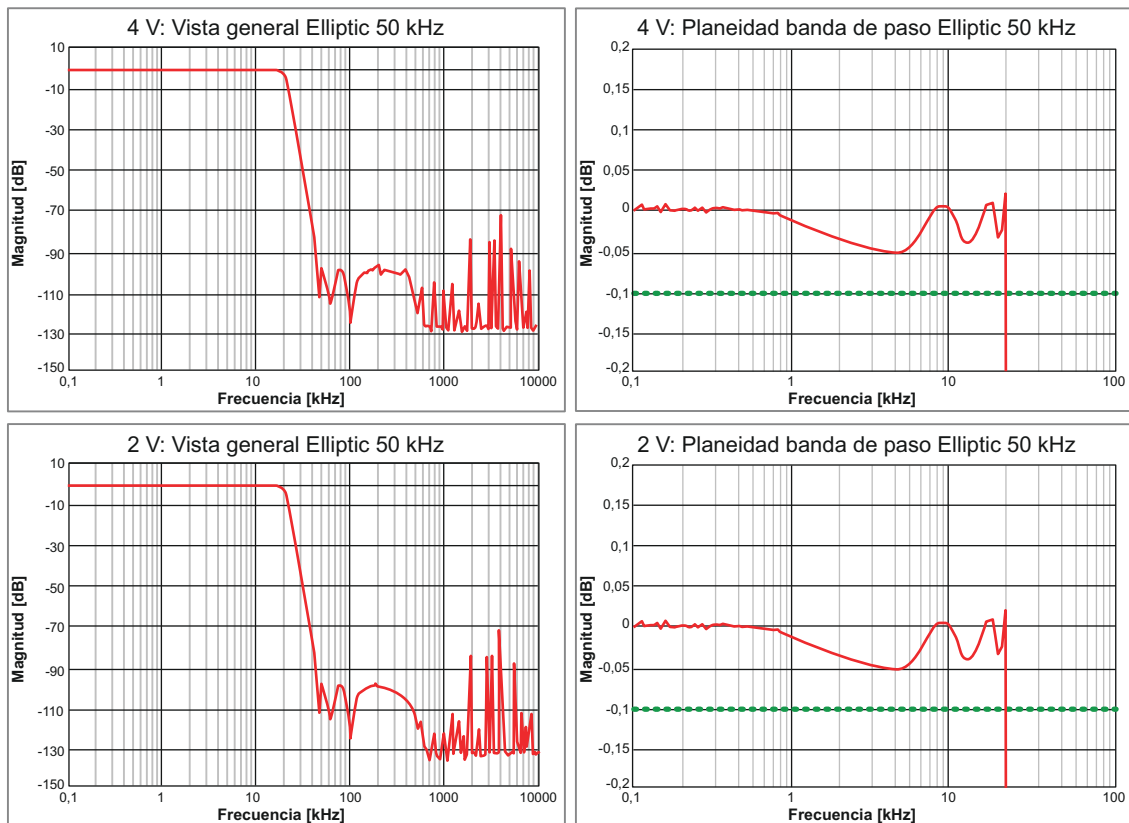 4 V: Vista general Elliptic 50 kHz
10
-10
-30
-50
-70
-90
-110
-130
-150
Magnitud [dB]
0,1 1 10 100 1000 10000
Frecuencia [kHz]
4 V: Planeidad banda de paso Elliptic 50 kHz
0,2
0,15
0,1
0,05
0
-0,05
-0,1
-0,15
-0,2
Magnitud [dB]
0,1 1 10 100
Frecuencia [kHz]
2 V: Vista general Elliptic 50 kHz
10
-10
-30
-50
-70
-90
-110
-130
-150
Magnitud [dB]
0,1 1 10 100 1000 10000
Frecuencia [kHz]
2 V: Planeidad banda de paso Elliptic 50 kHz
0,2
0,15
0,1
0,05
0
-0,05
-0,1
-0,15
-0,2
Magnitud [dB]
0,1 1 10 100
Frecuencia [kHz]